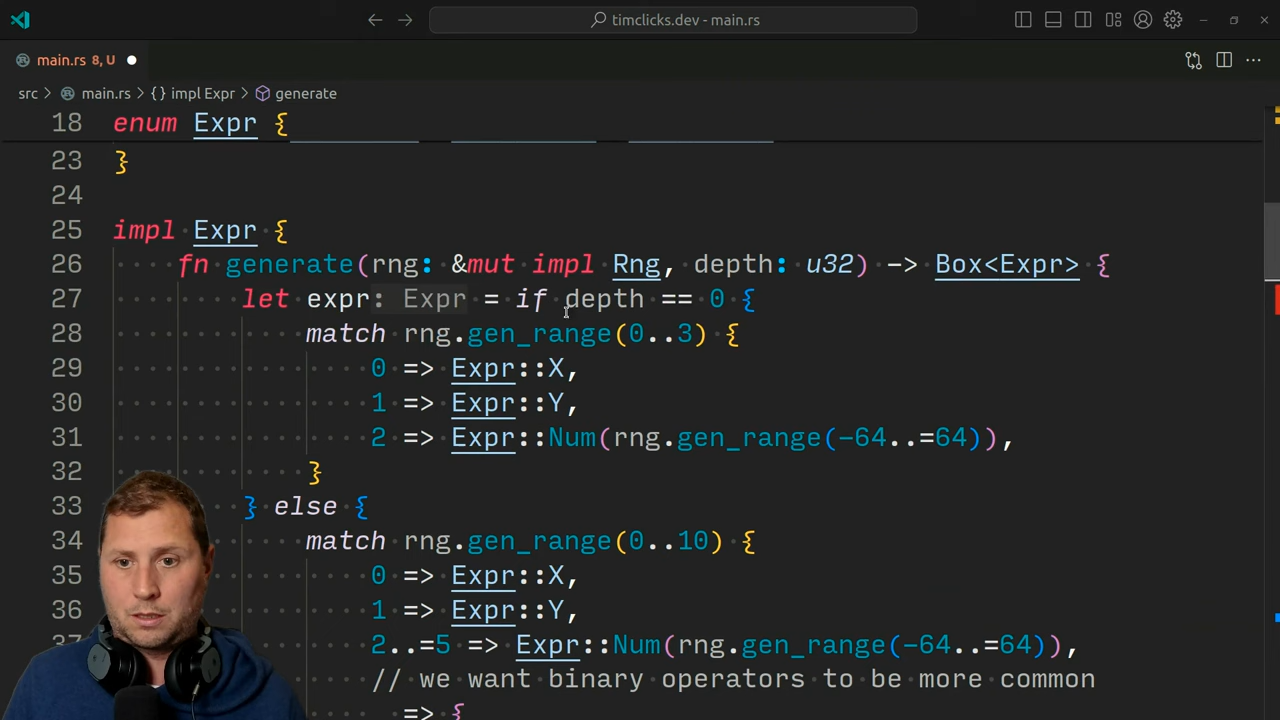 timclicks.dev - main.rs
main.rs 8, U
src > main.rs > {} impl Expr > generate
18 enum Expr {
23 }
24
25 impl Expr {
26 fn generate(rng: &mut impl Rng, depth: u32) -> Box<Expr> {
27 let expr: Expr = if depth == 0 {
28 match rng.gen_range(0..3) {
29 0 => Expr::X,
30 1 => Expr::Y,
31 2 => Expr::Num(rng.gen_range(-64..=64)),
32 }
33 } else {
34 match rng.gen_range(0..10) {
35 0 => Expr::X,
36 1 => Expr::Y,
37 2..=5 => Expr::Num(rng.gen_range(-64..=64)),
// we want binary operators to be more common
=> {